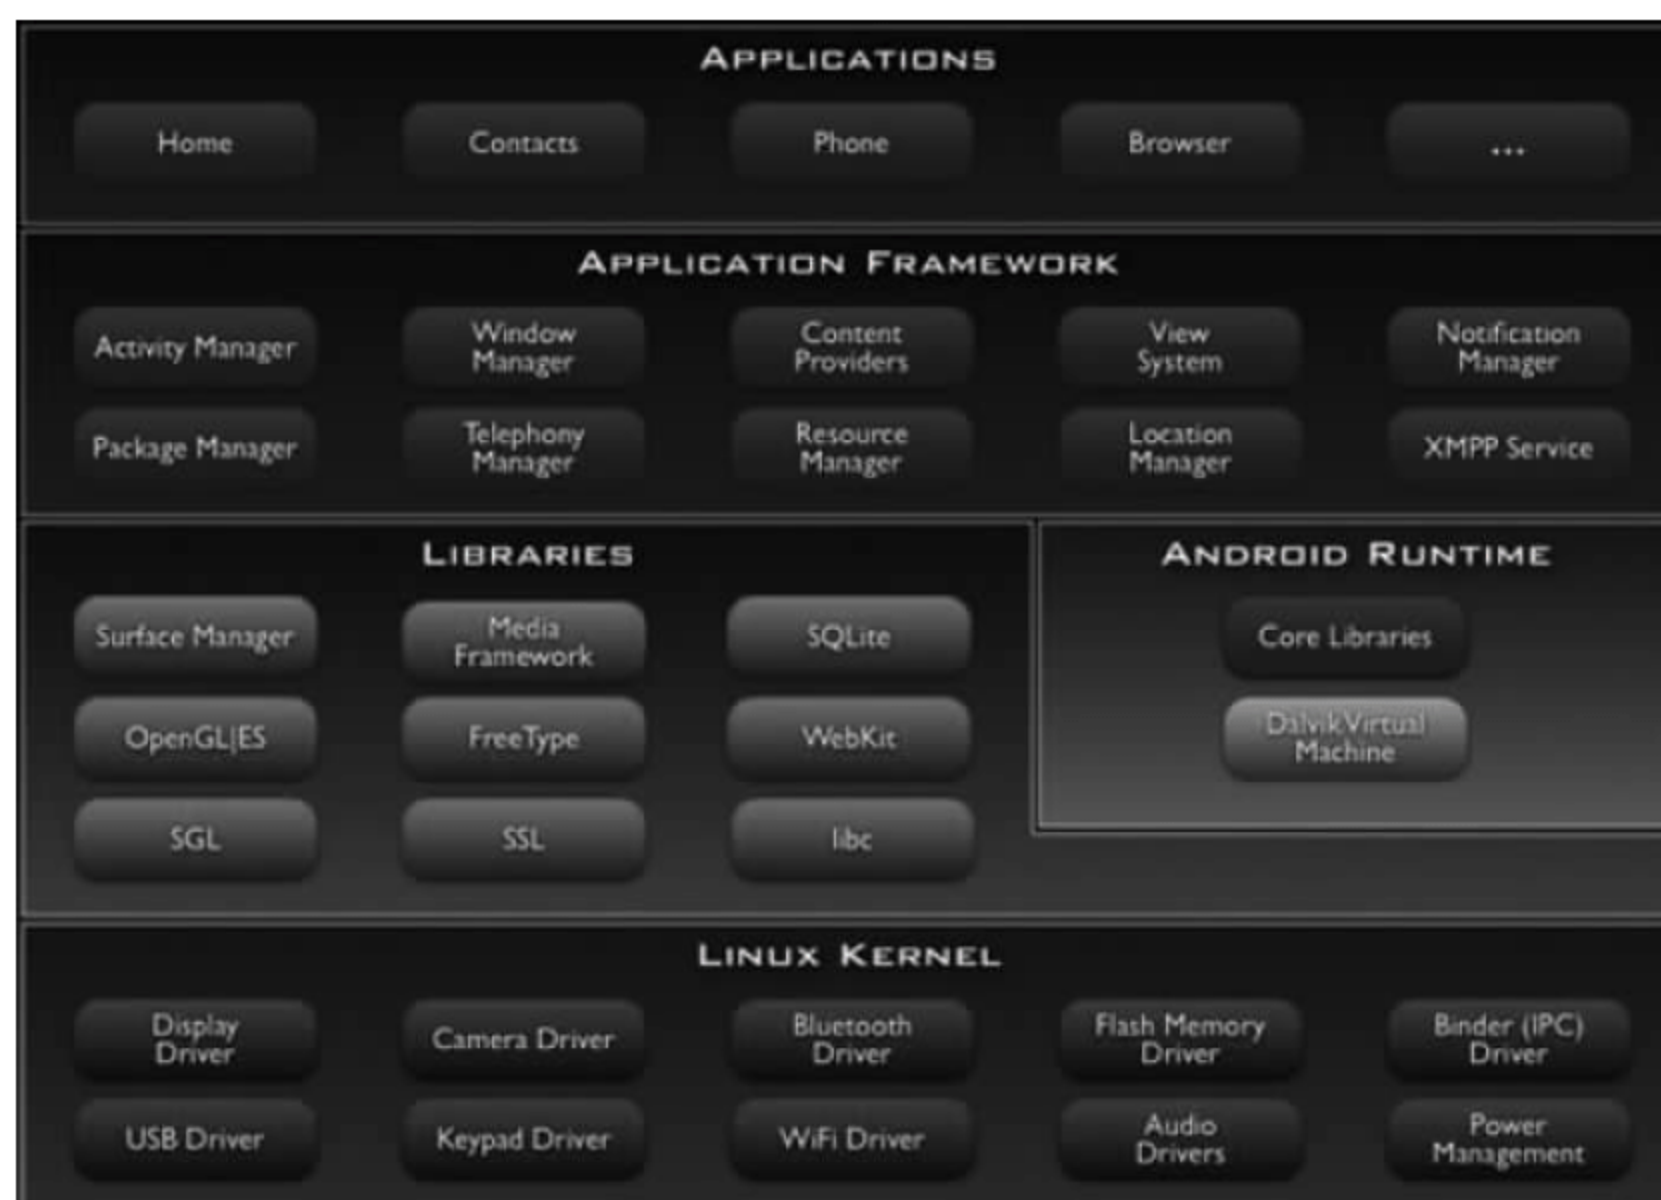 APPLICATIONS
Home
Contacts
Phone
Browser
...
APPLICATION FRAMEWORK
Activity Manager
Window
Manager
Content
Providers
View
System
Notification
Manager
Package Manager
Telephony
Manager
Resource
Manager
Location
Manager
XMPP Service
LIBRARIES
Surface Manager
Media
Framework
SQLite
OpenGL|ES
FreeType
WebKit
SGL
SSL
libc
ANDROID RUNTIME
Core Libraries
Dalvik Virtual
Machine
LINUX KERNEL
Display
Driver
Camera Driver
Bluetooth
Driver
Flash Memory
Driver
Binder (IPC)
Driver
USB Driver
Keypad Driver
WiFi Driver
Audio
Drivers
Power
Management